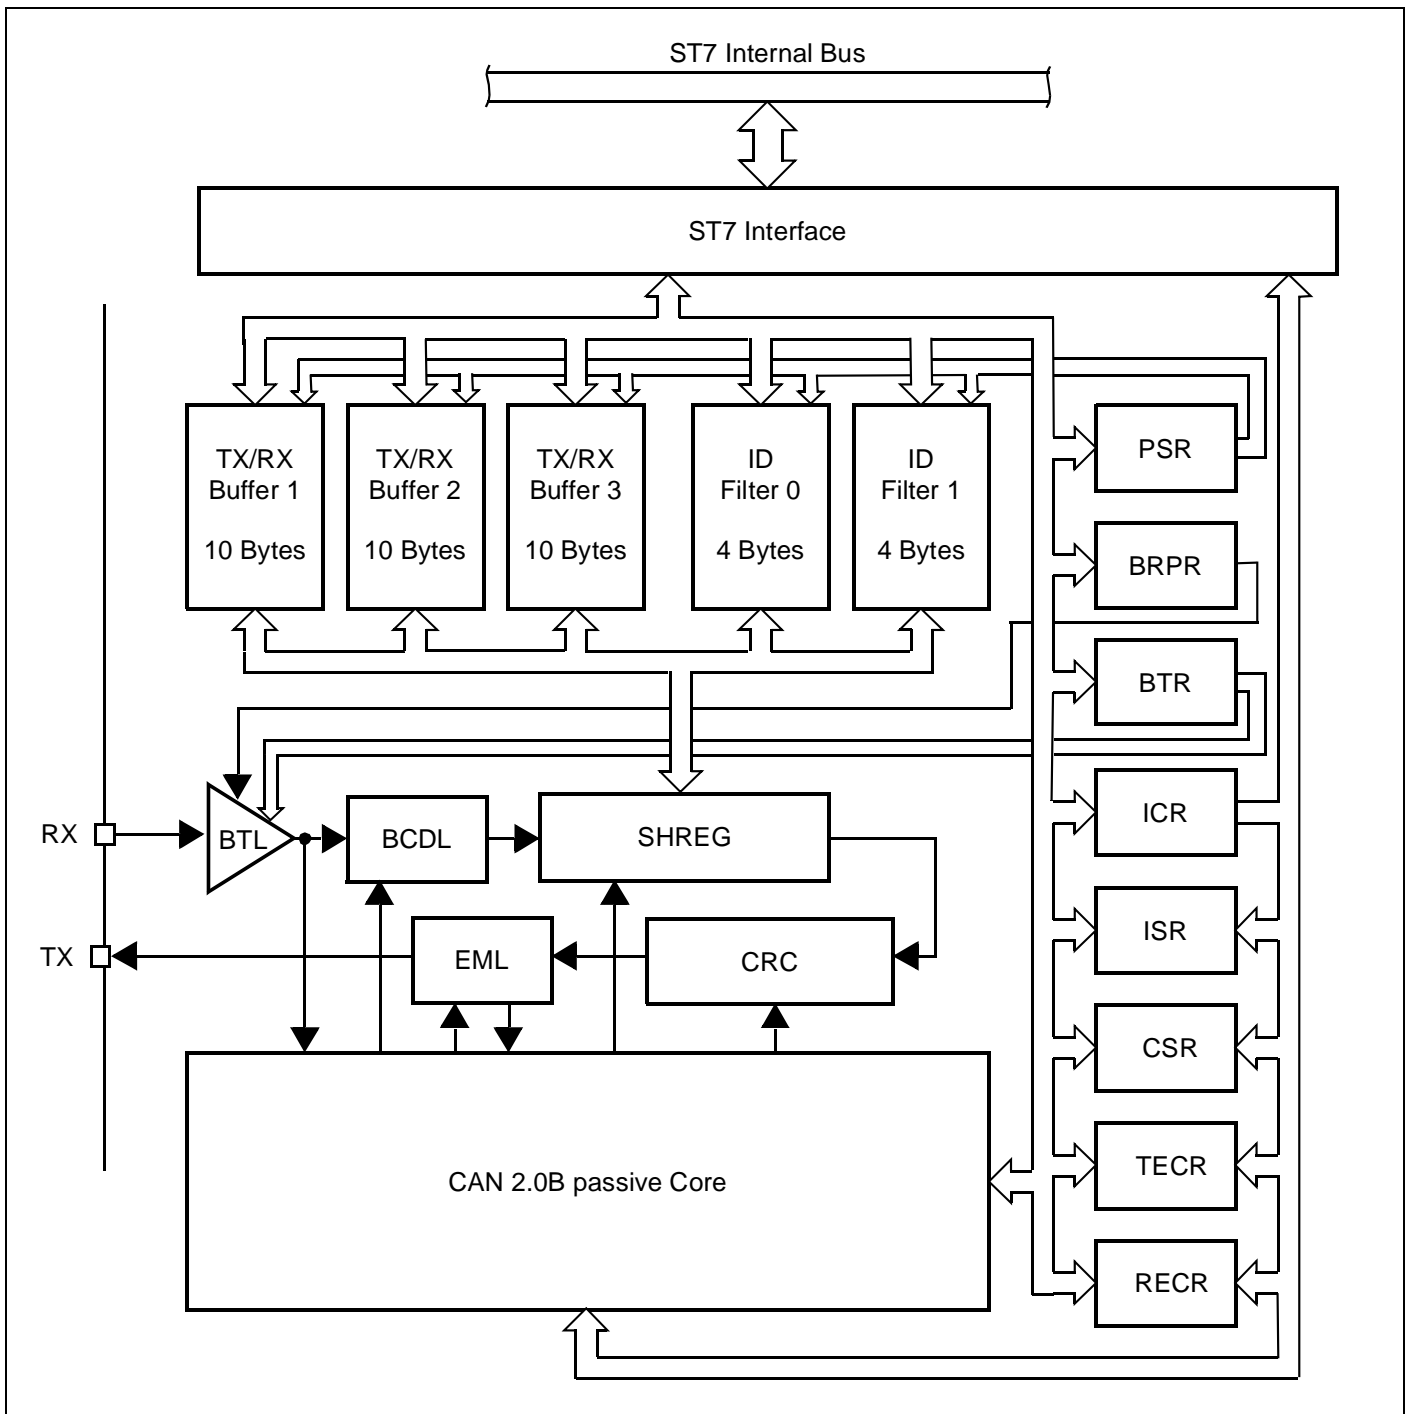 ST7 Internal Bus
ST7 Interface
TX/RX
Buffer 1
10 Bytes
TX/RX
Buffer 2
10 Bytes
TX/RX
Buffer 3
10 Bytes
ID
Filter 0
4 Bytes
ID
Filter 1
4 Bytes
PSR
BRPR
BTR
ICR
ISR
CSR
TECR
RECR
RX
BTL
BCDL
SHREG
TX
EML
CRC
CAN 2.0B passive Core